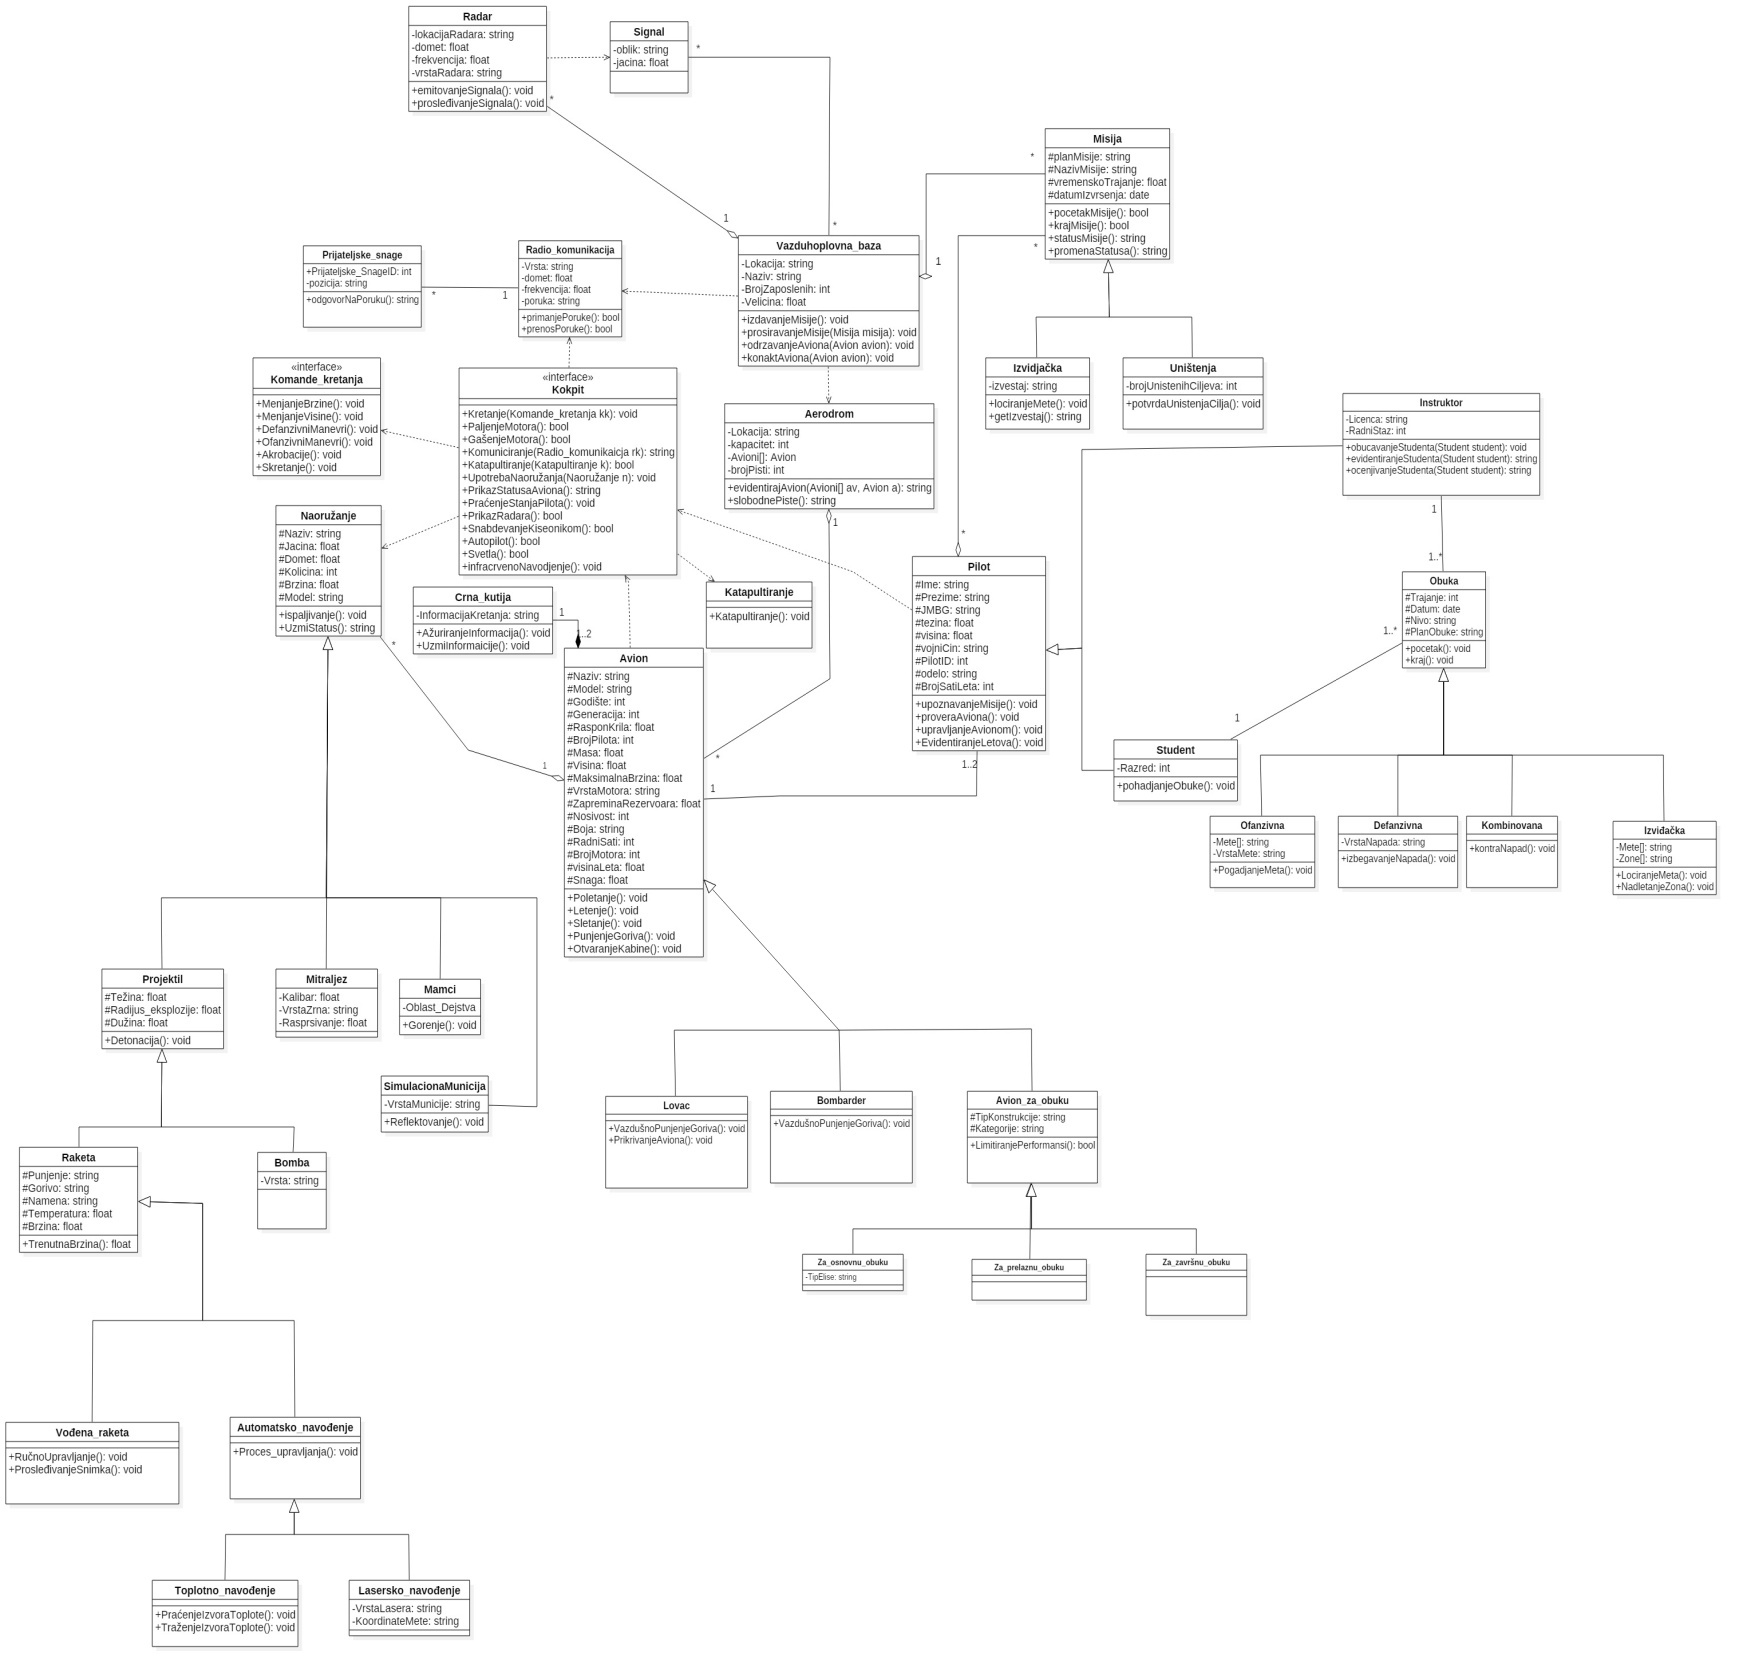 Radar
-lokacijaRadara: string
-domet: float
-frekvencija: float
-vrstaRadara: string
+emitovanjeSignala(): void
+prosleđivanjeSignala(): void
*
Signal
-oblik: string
-jacina: float
*
Misija
#planMisije: string
#NazivMisije: string
#vremenskoTrajanje: float
#datumIzvrsenja: date
+pocetakMisije(): bool
+krajMisije(): bool
+statusMisije(): string
+promenaStatusa(): string
*
*
1
*
1
Vazduhoplovna_baza
-Lokacija: string
-Naziv: string
-BrojZaposlenih: int
-Velicina: float
+izdavanjeMisije(): void
+prosiravanjeMisije(Misija misija): void
+odrzavanjeAviona(Avion avion): void
+konaktAviona(Avion avion): void
Prijateljske_snage
+Prijateljske_SnageID: int
-pozicija: string
+odgovorNaPoruku(): string
*
1
Radio_komunikacija
-Vrsta: string
-domet: float
-frekvencija: float
-poruka: string
+primanjePoruke(): bool
+prenosPoruke(): bool
«interface»
Komande_kretanja
+MenjanjeBrzine(): void
+MenjanjeVisine(): void
+DefanzivniManevri(): void
+OfanzivniManevri(): void
+Akrobacije(): void
+Skretanje(): void
«interface»
Kokpit
+Kretanje(Komande_kretanja kk): void
+PaljenjeMotora(): bool
+GašenjeMotora(): bool
+Komuniciranje(Radio_komunikaicja rk): string
+Katapultiranje(Katapultiranje k): bool
+UpotrebaNaoružanja(Naoružanje n): void
+PrikazStatusaAviona(): string
+PraćenjeStanjaPilota(): void
+PrikazRadara(): bool
+SnabdevanjeKiseonikom(): bool
+Autopilot(): bool
+Svetla(): bool
+infracrvenoNavodjenje(): void
Aerodrom
-Lokacija: string
-kapacitet: int
-Avioni[]: Avion
-brojPisti: int
+evidentirajAvion(Avioni[] av, Avion a): string
+slobodnePiste(): string
1
Izvidjačka
-izvestaj: string
+lociranjeMete(): void
+getIzvestaj(): string
Uništenja
-brojUnistenihCiljeva: int
+potvrdaUnistenjaCilja(): void
Instruktor
-Licenca: string
-RadniStaz: int
+obucavanjeStudenta(Student student): void
+evidentiranjeStudenta(Student student): string
+ocenjivanjeStudenta(Student student): string
1
1..*
Naoružanje
#Naziv: string
#Jacina: float
#Domet: float
#Kolicina: int
#Brzina: float
#Model: string
+ispaljivanje(): void
+UzmiStatus(): string
*
Crna_kutija
-InformacijaKretanja: string
+AžuriranjeInformacija(): void
+UzmiInformaicije(): void
1
1..2
Katapultiranje
+Katapultiranje(): void
*
Pilot
#Ime: string
#Prezime: string
#JMBG: string
#tezina: float
#visina: float
#vojniCin: string
#PilotID: int
#odelo: string
#BrojSatiLeta: int
+upoznavanjeMisije(): void
+proveraAviona(): void
+upravljanjeAvionom(): void
+EvidentiranjeLetova(): void
1..2
Obuka
#Trajanje: int
#Datum: date
#Nivo: string
#PlanObuke: string
+pocetak(): void
+kraj(): void
1..*
1
Avion
#Naziv: string
#Model: string
#Godište: int
#Generacija: int
#RasponKrila: float
#BrojPilota: int
#Masa: float
#Visina: float
#MaksimalnaBrzina: float
#VrstaMotora: string
#ZapreminaRezervoara: float
#Nosivost: int
#Boja: string
#RadniSati: int
#BrojMotora: int
#visinaLeta: float
#Snaga: float
+Poletanje(): void
+Letenje(): void
+Sletanje(): void
+PunjenjeGoriva(): void
+OtvaranjeKabine(): void
1
*
1
Student
-Razred: int
+pohadjanjeObuke(): void
Ofanzivna
-Mete[]: string
-VrstaMete: string
+PogadjanjeMeta(): void
Defanzivna
-VrstaNapada: string
+izbegavanjeNapada(): void
Kombinovana
+kontraNapad(): void
Izviđačka
-Mete[]: string
-Zone[]: string
+LociranjeMeta(): void
+NadletanjeZona(): void
Projektil
#Težina: float
#Radijus_eksplozije: float
#Dužina: float
+Detonacija(): void
Mitraljez
-Kalibar: float
-VrstaZrna: string
-Rasprsivanje: float
Mamci
-Oblast_Dejstva
+Gorenje(): void
SimulacionaMunicija
-VrstaMunicije: string
+Reflektovanje(): void
Lovac
+VazdušnoPunjenjeGoriva(): void
+PrikrivanjeAviona(): void
Bombarder
+VazdušnoPunjenjeGoriva(): void
Avion_za_obuku
#TipKonstrukcije: string
#Kategorije: string
+LimitiranjePerformansi(): bool
Raketa
#Punjenje: string
#Gorivo: string
#Namena: string
#Temperatura: float
#Brzina: float
+TrenutnaBrzina(): float
Bomba
-Vrsta: string
Za_osnovnu_obuku
-TipElise: string
Za_prelaznu_obuku
Za_završnu_obuku
Vođena_raketa
+RučnoUpravljanje(): void
+ProsleđivanjeSnimka(): void
Automatsko_navođenje
+Proces_upravljanja(): void
Toplotno_navođenje
+PraćenjeIzvoraToplote(): void
+TraženjeIzvoraToplote(): void
Lasersko_navođenje
-VrstaLasera: string
-KoordinateMete: string